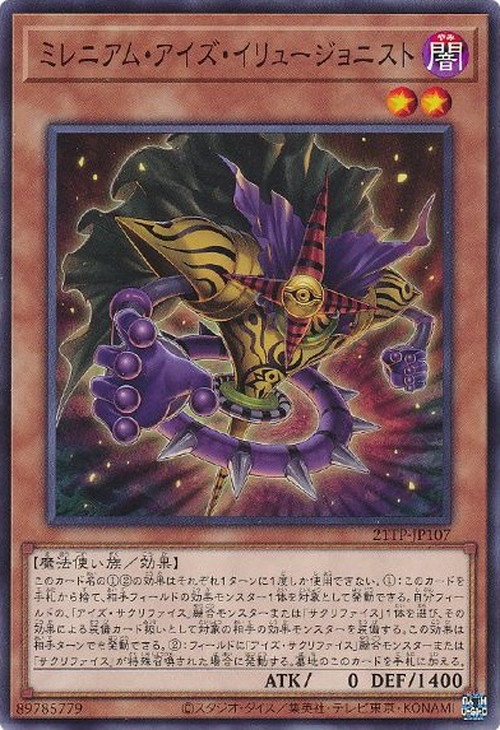 ミレニアム・アイズ・イリュージョニスト
闇
やみ
21TP-JP107
【魔法使い族／効果】
このカード名の①②の効果はそれぞれ1ターンに1度しか使用できない。①：このカードを
手札から捨て、相手フィールドの効果モンスター1体を対象として発動できる。自分フィー
ルドの、「アイズ・サクリファイス」融合モンスターまたは「サクリファイス」1体を選び、その
効果による装備カード扱いとして対象の相手の効果モンスターを装備する。この効果は
相手ターンでも発動できる。②：フィールドに「アイズ・サクリファイス」融合モンスターまたは
「サクリファイス」が特殊召喚された場合に発動する。墓地のこのカードを手札に加える。
ATK/ 0 DEF/1400
89785779 ©スタジオ・ダイス／集英社・テレビ東京・KONAMI